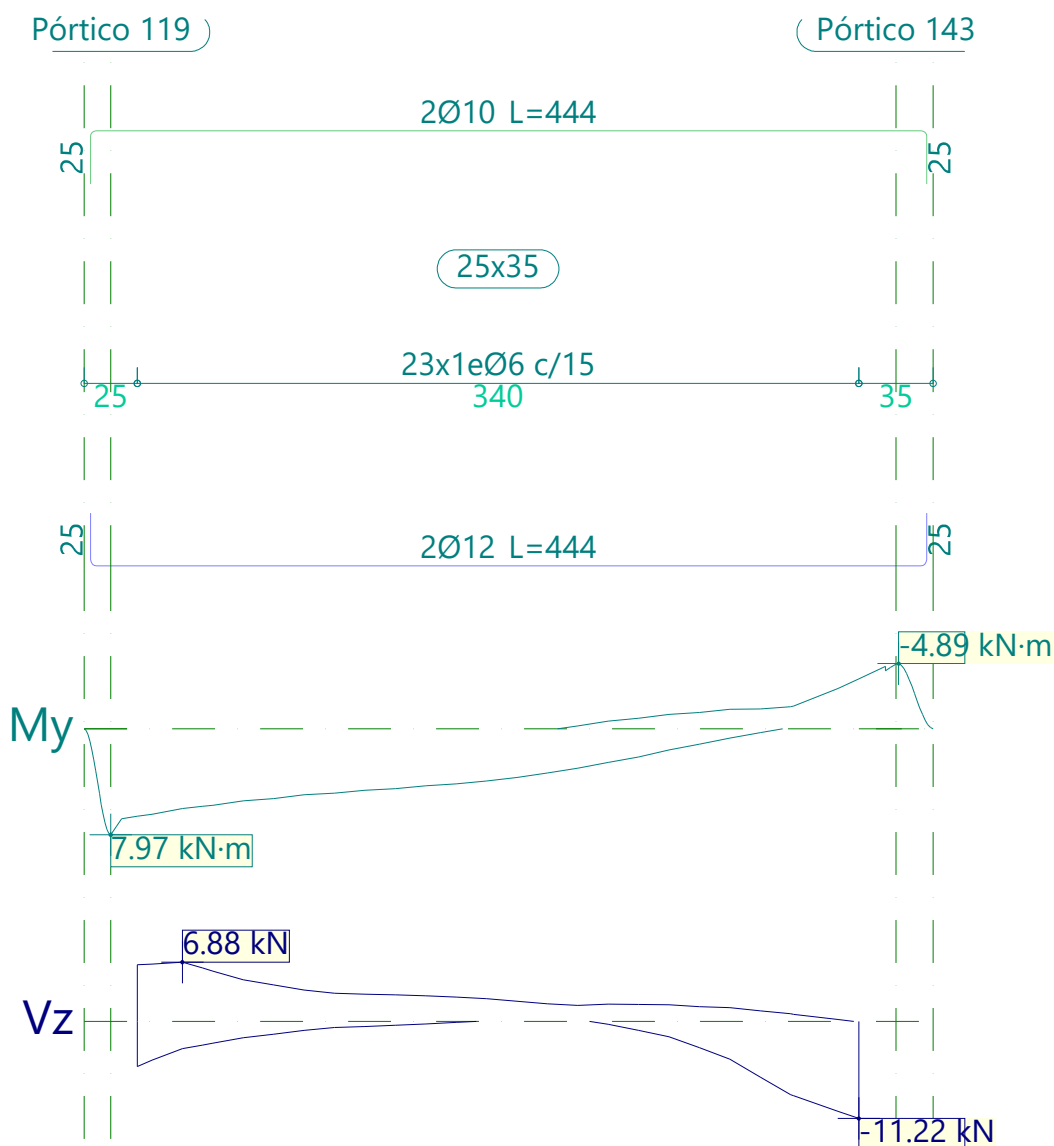 Pórtico 119
Pórtico 143
2Ø10 L=444
25
25
25x35
23x1eØ6 c/15
25
340
35
25
2Ø12 L=444
25
-4.89 kN·m
My
7.97 kN·m
6.88 kN
Vz
-11.22 kN